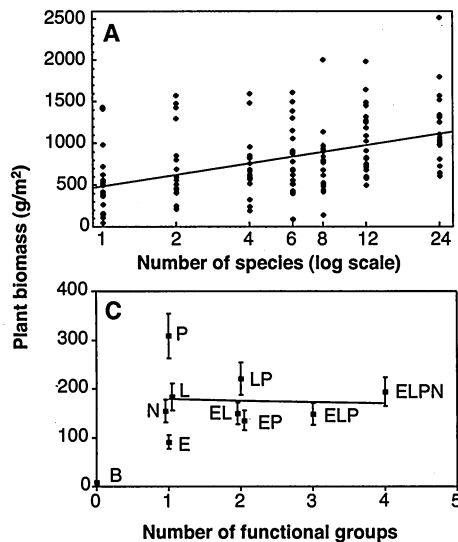 A
2500
2000
1500
1000
500
0
1 2 4 6 8 12 24
Number of species (log scale)
Plant biomass (g/m²)
C
400
300
200
100
0
P
LP
L
N
EL
EP
ELP
ELPN
E
B
0 1 2 3 4 5
Number of functional groups